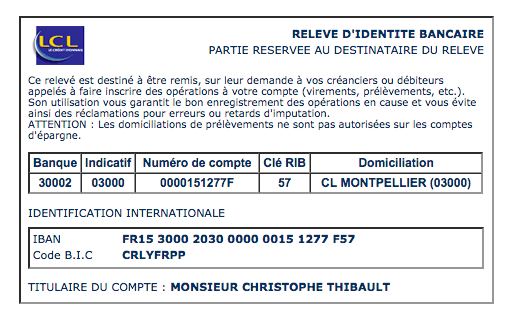 LCL
LE CRÉDIT LYONNAIS
RELEVE D'IDENTITE BANCAIRE
PARTIE RESERVEE AU DESTINATAIRE DU RELEVE
Ce relevé est destiné à être remis, sur leur demande à vos créanciers ou débiteurs
appelés à faire inscrire des opérations à votre compte (virements, prélèvements, etc.).
Son utilisation vous garantit le bon enregistrement des opérations en cause et vous évite
ainsi des réclamations pour erreurs ou retards d'imputation.
ATTENTION : Les domiciliations de prélèvements ne sont pas autorisées sur les comptes
d'épargne.
Banque Indicatif Numéro de compte Clé RIB Domiciliation
30002 03000 0000151277F 57 CL MONTPELLIER (03000)
IDENTIFICATION INTERNATIONALE
IBAN FR15 3000 2030 0000 0015 1277 F57
Code B.I.C CRLYFRPP
TITULAIRE DU COMPTE : MONSIEUR CHRISTOPHE THIBAULT